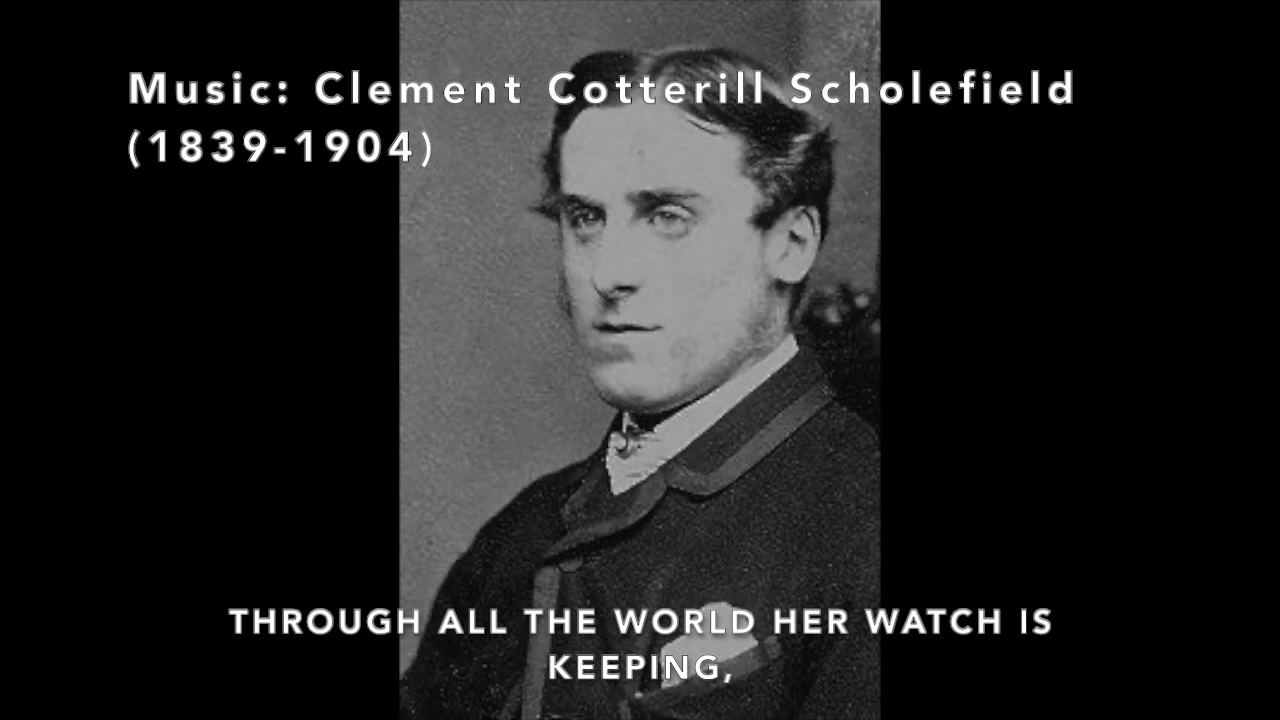 Music: Clement Cotterill Scholefield
(1839-1904)
THROUGH ALL THE WORLD HER WATCH IS
KEEPING,